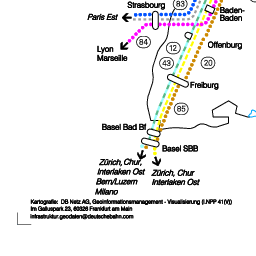 Strasbourg
83
Paris Est
Baden-
Baden
84
Lyon
Marseille
12
Offenburg
43
20
Freiburg
85
Basel Bad Bf
Basel SBB
Zürich, Chur,
Interlaken Ost
Bern/Luzern
Milano
Zürich, Chur
Interlaken Ost
Kartografie: DB Netz AG, Geoinformationsmanagement - Visualisierung (I.NPP 41(V))
Im Galluspark 23, 60326 Frankfurt am Main
infrastruktur.geodaten@deutschebahn.com